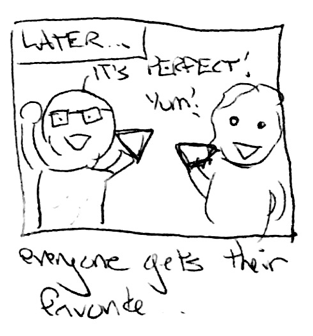 LATER...
IT'S PERFECT!
Yum!
everyone gets their
favorite...